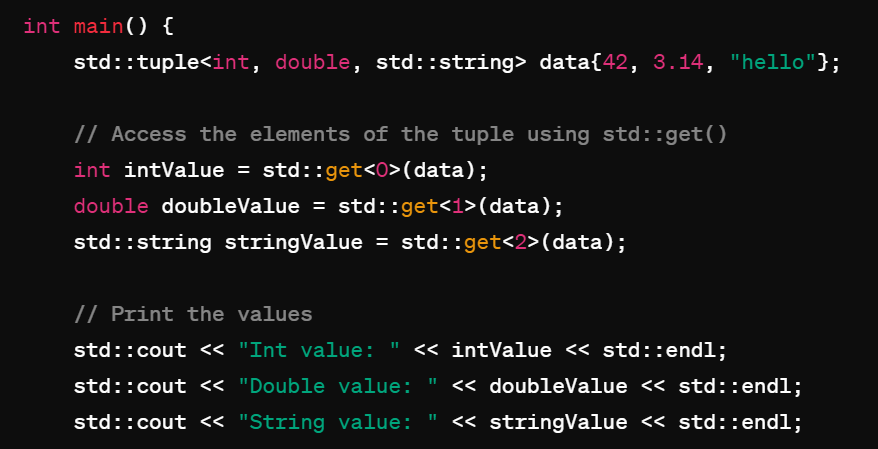 int main() {
    std::tuple<int, double, std::string> data{42, 3.14, "hello"};

    // Access the elements of the tuple using std::get()
    int intValue = std::get<0>(data);
    double doubleValue = std::get<1>(data);
    std::string stringValue = std::get<2>(data);

    // Print the values
    std::cout << "Int value: " << intValue << std::endl;
    std::cout << "Double value: " << doubleValue << std::endl;
    std::cout << "String value: " << stringValue << std::endl;